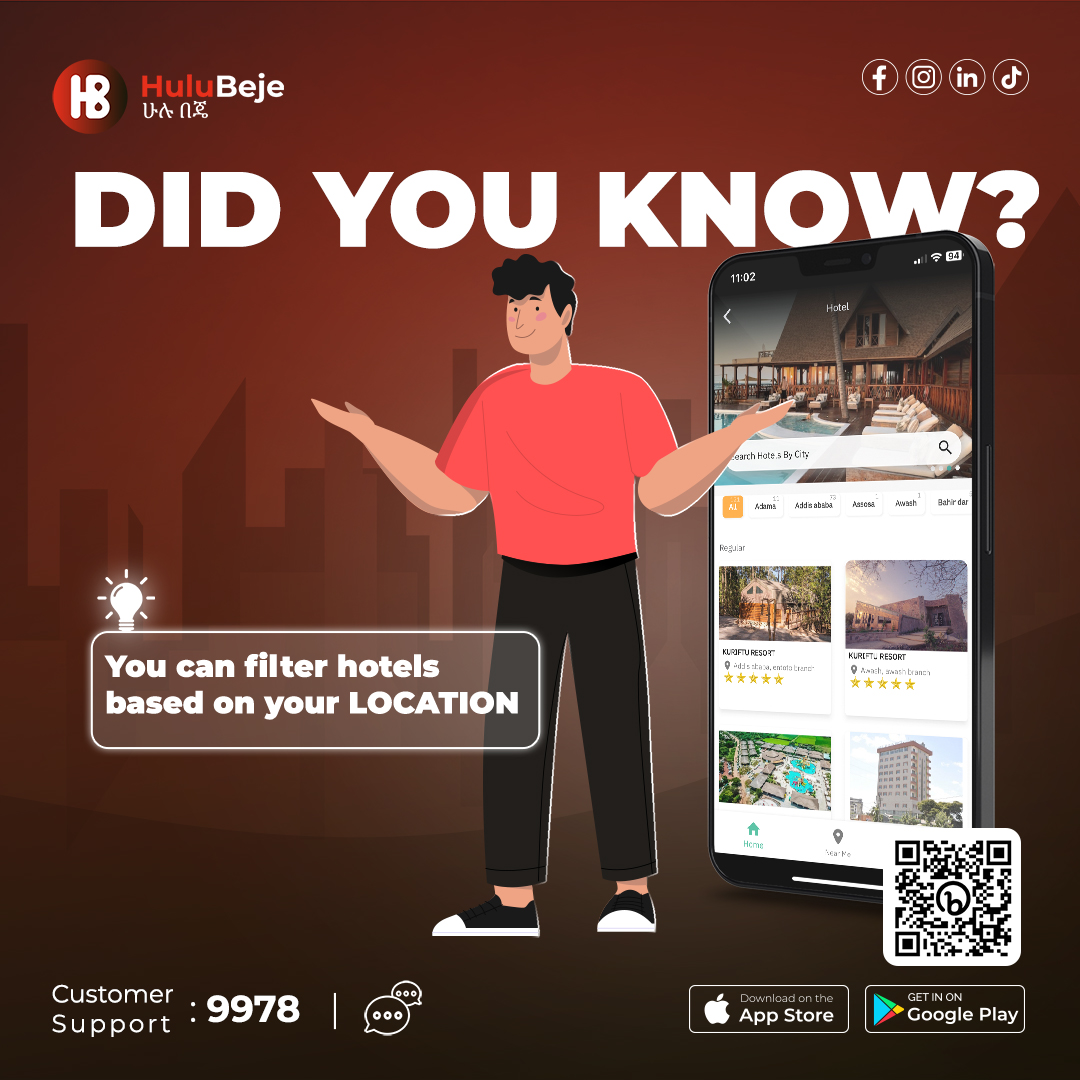 HB
HuluBeje
ሁሉ በጄ
DID YOU KNOW?
11:02
94
Hotel
Search Hotels By City
All
Adama
Addis ababa
Assosa
Awash
Bahir dar
Regular
KURIFTU RESORT
Addis ababa, entoto branch
KURIFTU RESORT
Awash, awash branch
Home
Near Me
You can filter hotels
based on your LOCATION
Customer
Support
: 9978
Download on the
App Store
GET IN ON
Google Play